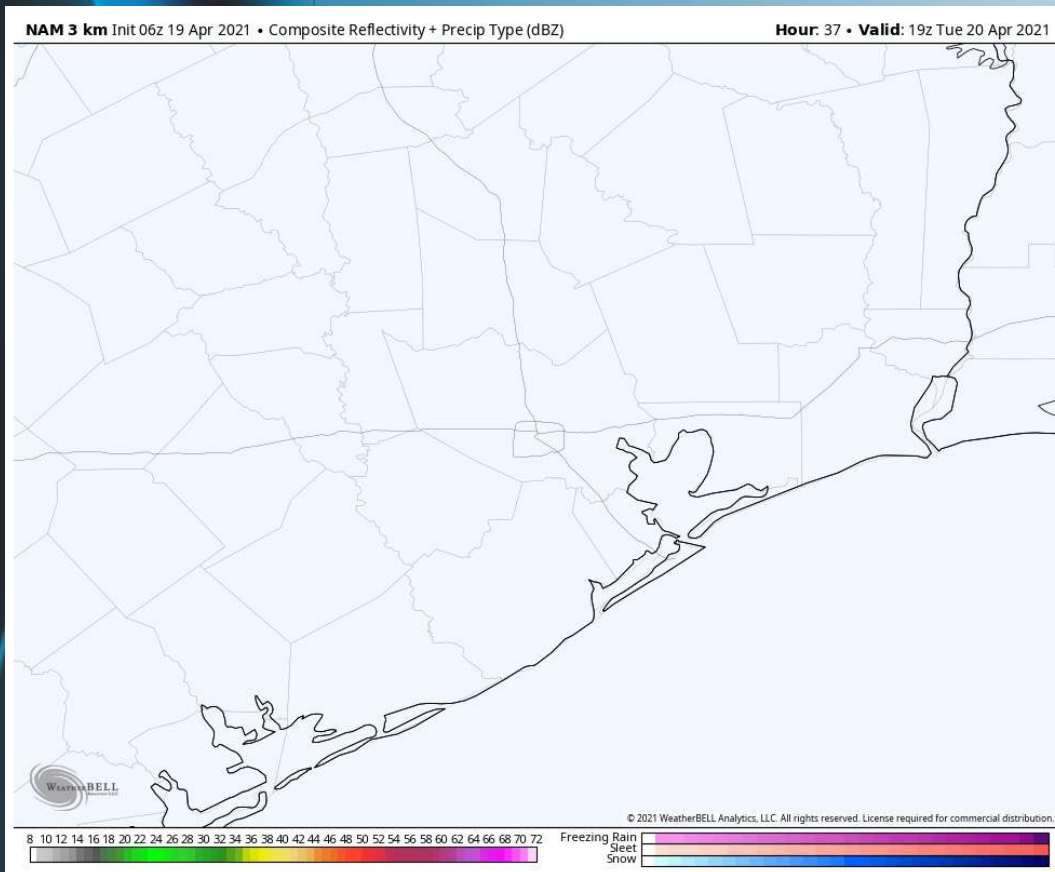 NAM 3 km Init 06z 19 Apr 2021 • Composite Reflectivity + Precip Type (dBZ)
Hour: 37 • Valid: 19z Tue 20 Apr 2021
WEATHERBELL
© 2021 WeatherBELL Analytics, LLC. All rights reserved. License required for commercial distribution.
8 10 12 14 16 18 20 22 24 26 28 30 32 34 36 38 40 42 44 46 48 50 52 54 56 58 60 62 64 66 68 70 72
Freezing Rain
Sleet
Snow